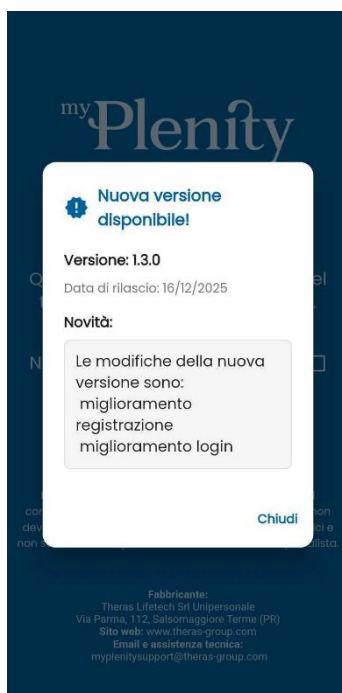 myPlenity
Nuova versione
disponibile!
Versione: 1.3.0
Data di rilascio: 16/12/2025
Novità:
Le modifiche della nuova
versione sono:
miglioramento
registrazione
miglioramento login
Chiudi
Fabbricante:
Theras Lifetech Srl Unipersonale
Via Parma, 112, Salsomaggiore Terme (PR)
Sito web: www.theras-group.com
Email e assistenza tecnica:
myplenitysupport@theras-group.com